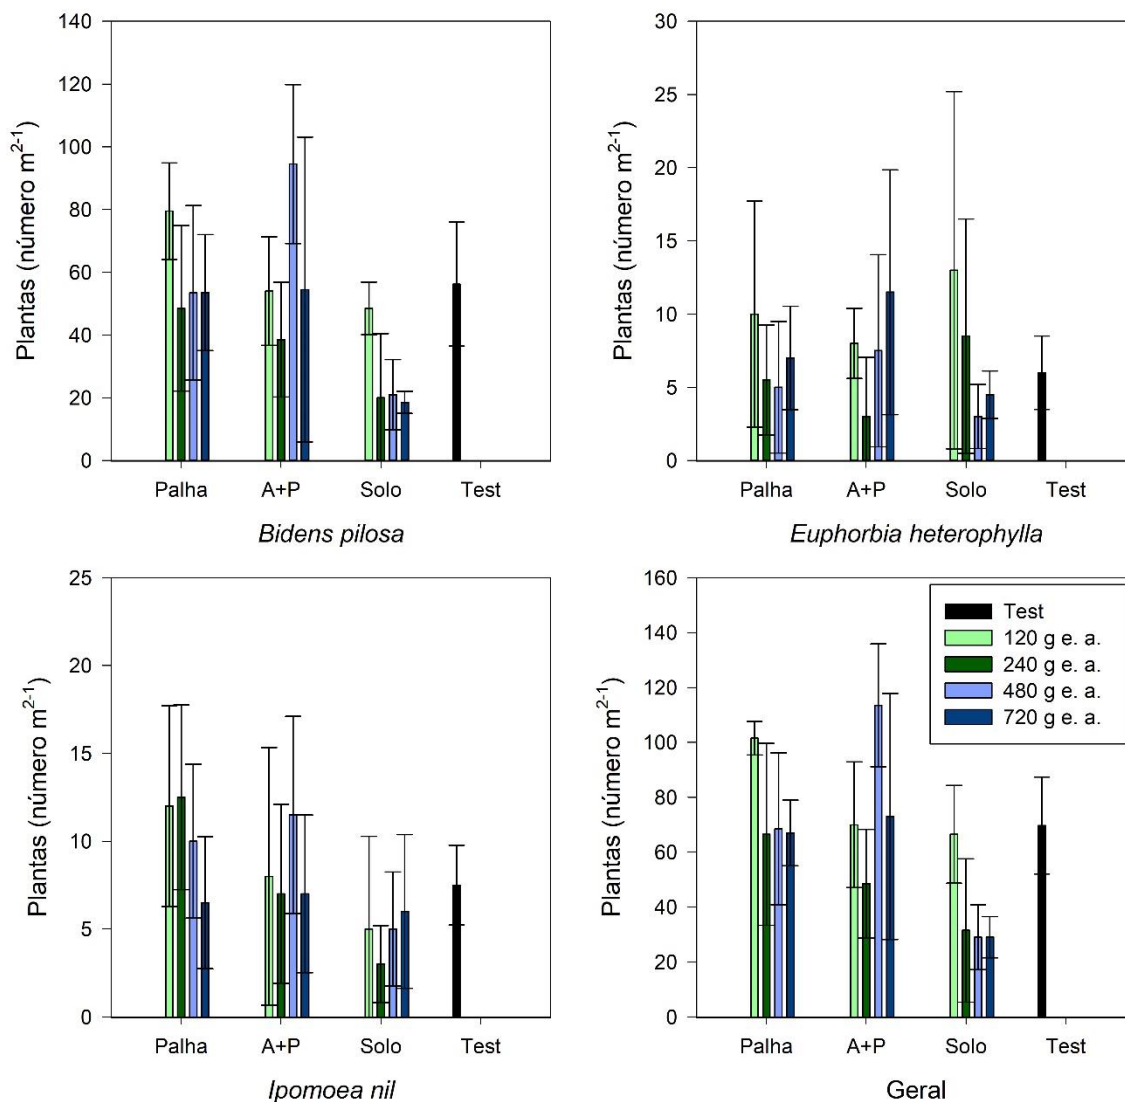 140
120
100
80
60
40
20
0
Plantas (número m²⁻¹)
Palha A+P Solo Test
Bidens pilosa
30
25
20
15
10
5
0
Plantas (número m²⁻¹)
Palha A+P Solo Test
Euphorbia heterophylla
25
20
15
10
5
0
Plantas (número m²⁻¹)
Palha A+P Solo Test
Ipomoea nil
160
140
120
100
80
60
40
20
0
Plantas (número m²⁻¹)
Test
120 g e. a.
240 g e. a.
480 g e. a.
720 g e. a.
Palha A+P Solo Test
Geral